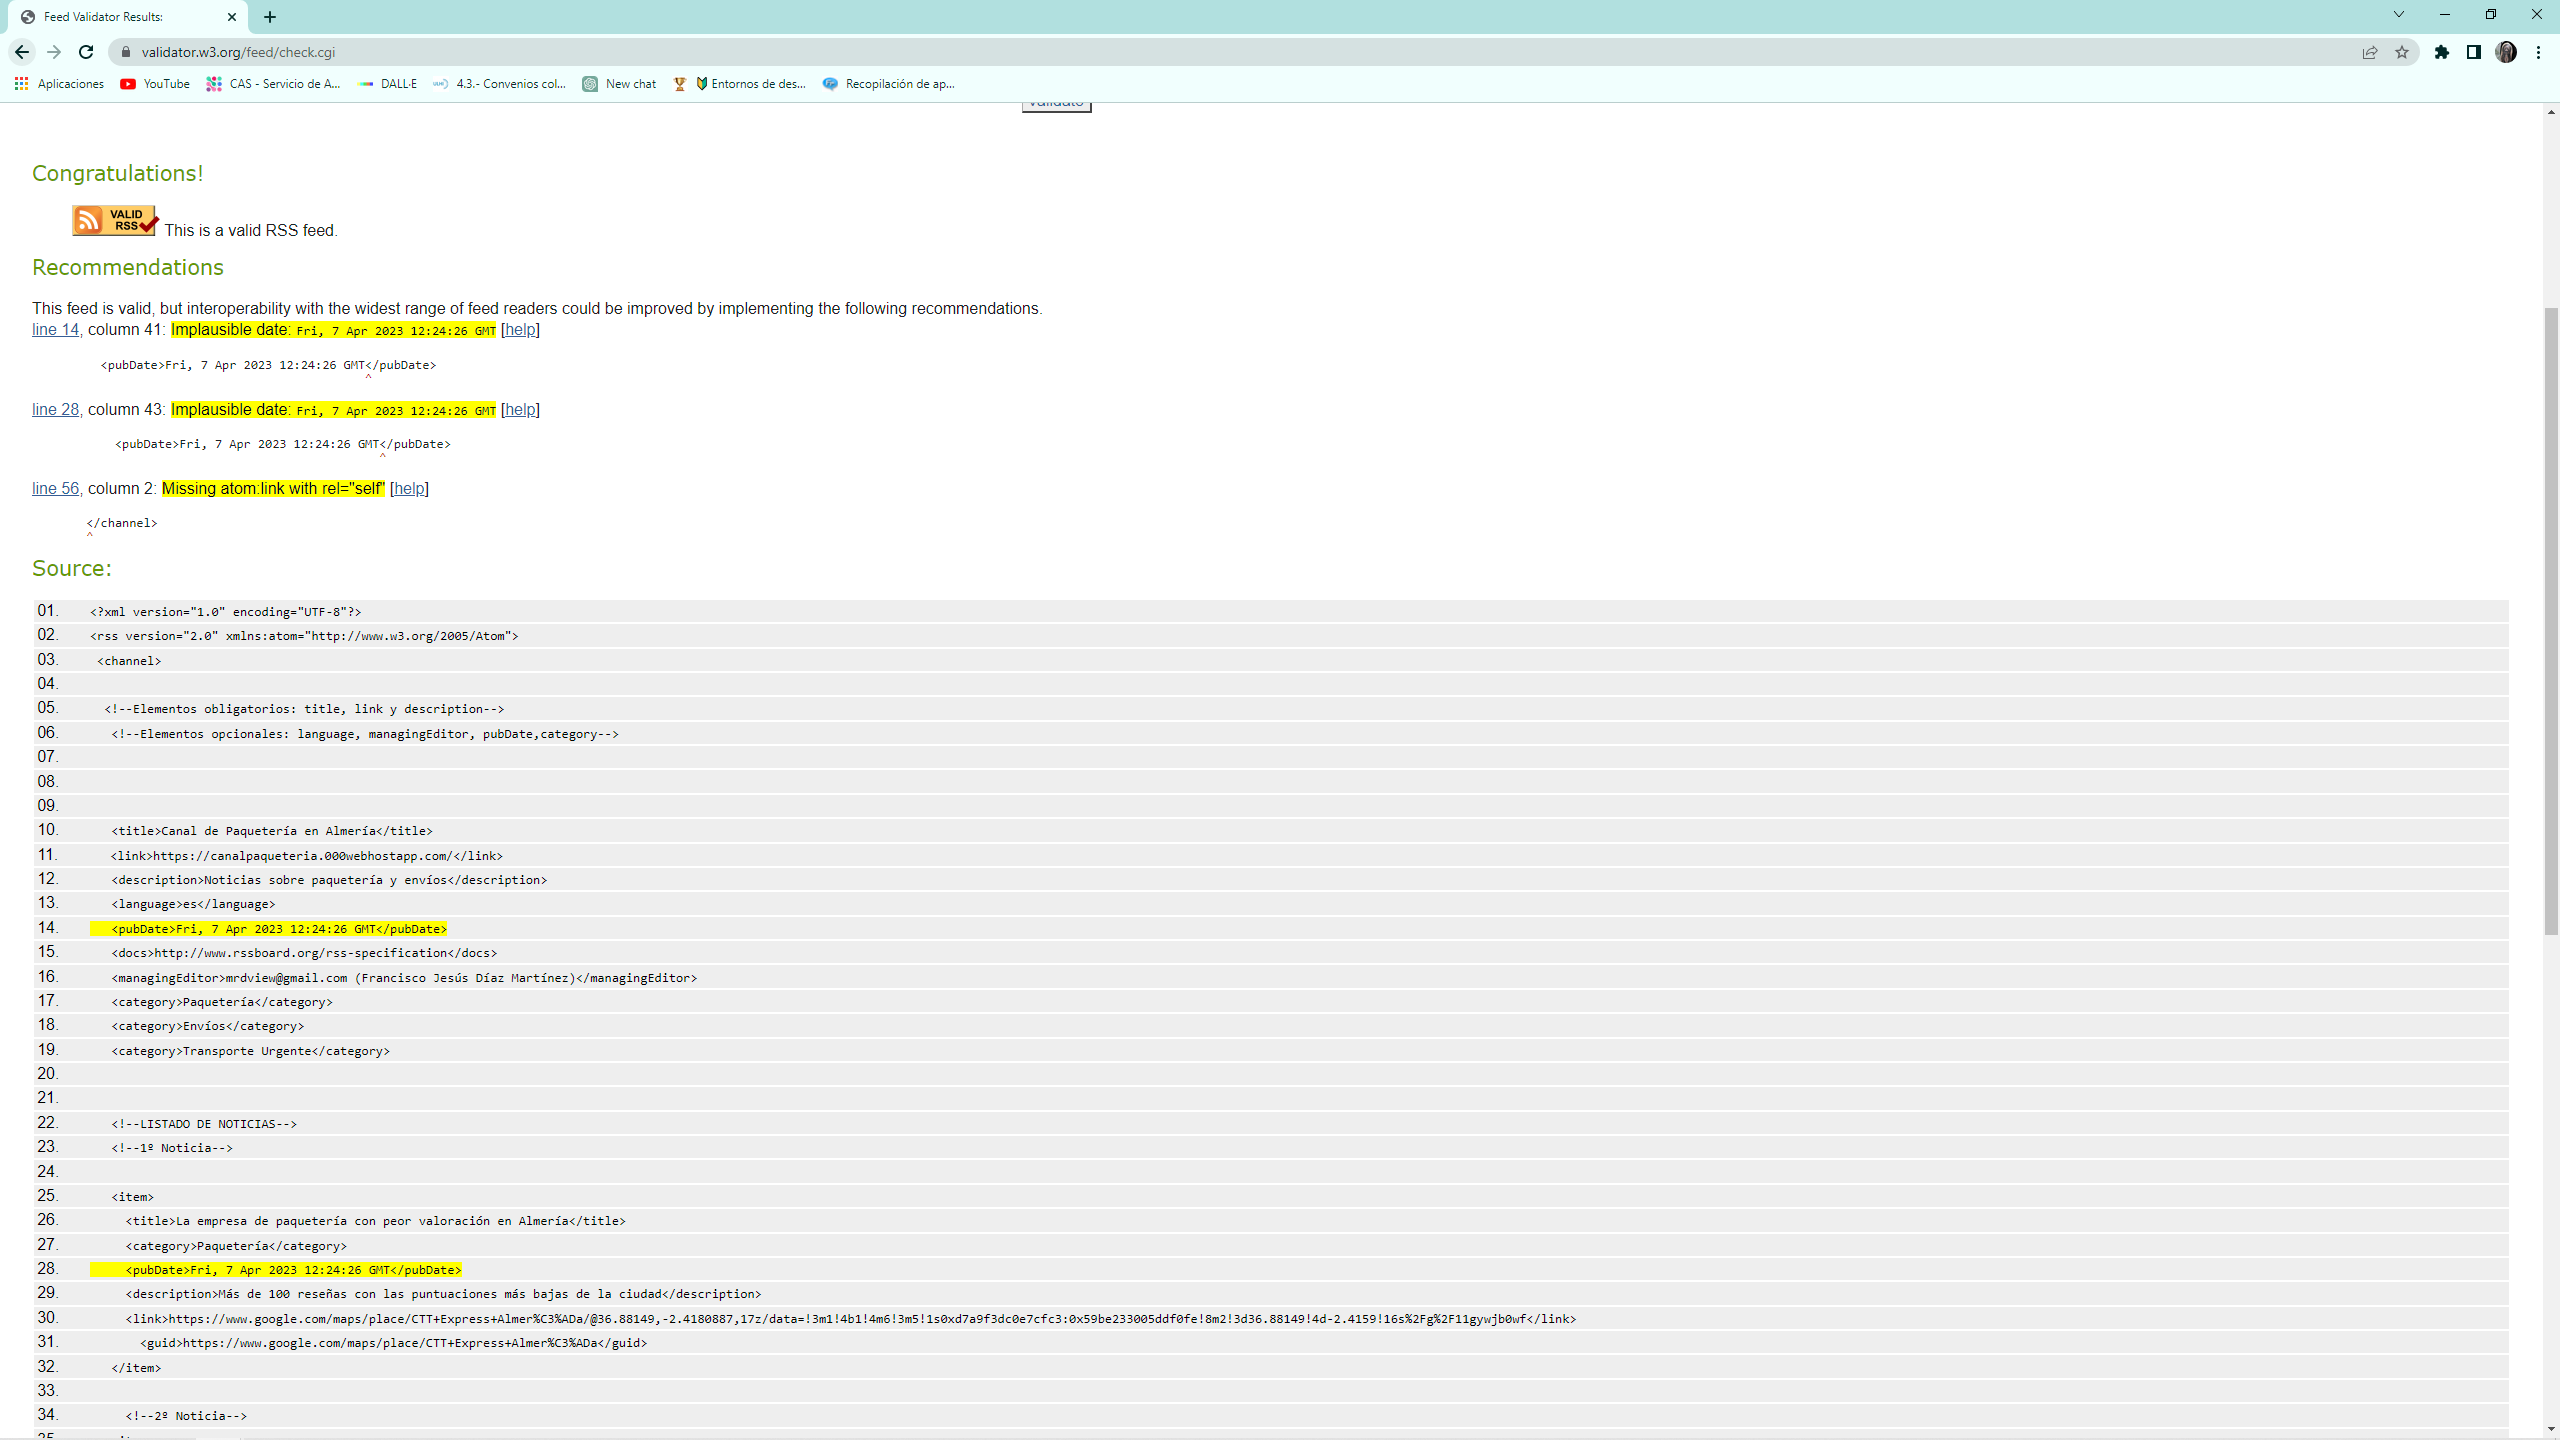 Feed Validator Results:
validator.w3.org/feed/check.cgi
Aplicaciones YouTube CAS - Servicio de A... DALL·E 4.3.- Convenios col... New chat Entornos de des... Recopilación de ap...
Congratulations!
VALID RSS This is a valid RSS feed.
Recommendations
This feed is valid, but interoperability with the widest range of feed readers could be improved by implementing the following recommendations.
line 14, column 41: Implausible date: Fri, 7 Apr 2023 12:24:26 GMT [help]
<pubDate>Fri, 7 Apr 2023 12:24:26 GMT</pubDate>
^
line 28, column 43: Implausible date: Fri, 7 Apr 2023 12:24:26 GMT [help]
<pubDate>Fri, 7 Apr 2023 12:24:26 GMT</pubDate>
^
line 56, column 2: Missing atom:link with rel="self" [help]
</channel>
^
Source:
01. <?xml version="1.0" encoding="UTF-8"?>
02. <rss version="2.0" xmlns:atom="http://www.w3.org/2005/Atom">
03. <channel>
04.
05. <!--Elementos obligatorios: title, link y description-->
06. <!--Elementos opcionales: language, managingEditor, pubDate,category-->
07.
08.
09.
10. <title>Canal de Paquetería en Almería</title>
11. <link>https://canalpaqueteria.000webhostapp.com/</link>
12. <description>Noticias sobre paquetería y envíos</description>
13. <language>es</language>
14. <pubDate>Fri, 7 Apr 2023 12:24:26 GMT</pubDate>
15. <docs>http://www.rssboard.org/rss-specification</docs>
16. <managingEditor>mrdview@gmail.com (Francisco Jesús Díaz Martínez)</managingEditor>
17. <category>Paquetería</category>
18. <category>Envíos</category>
19. <category>Transporte Urgente</category>
20.
21.
22. <!--LISTADO DE NOTICIAS-->
23. <!--1º Noticia-->
24.
25. <item>
26. <title>La empresa de paquetería con peor valoración en Almería</title>
27. <category>Paquetería</category>
28. <pubDate>Fri, 7 Apr 2023 12:24:26 GMT</pubDate>
29. <description>Más de 100 reseñas con las puntuaciones más bajas de la ciudad</description>
30. <link>https://www.google.com/maps/place/CTT+Express+Almer%C3%ADa/@36.88149,-2.4180887,17z/data=!3m1!4b1!4m6!3m5!1s0xd7a9f3dc0e7cfc3:0x59be233005ddf0fe!8m2!3d36.88149!4d-2.4159!16s%2Fg%2F11gywjb0wf</link>
31. <guid>https://www.google.com/maps/place/CTT+Express+Almer%C3%ADa</guid>
32. </item>
33.
34. <!--2º Noticia-->